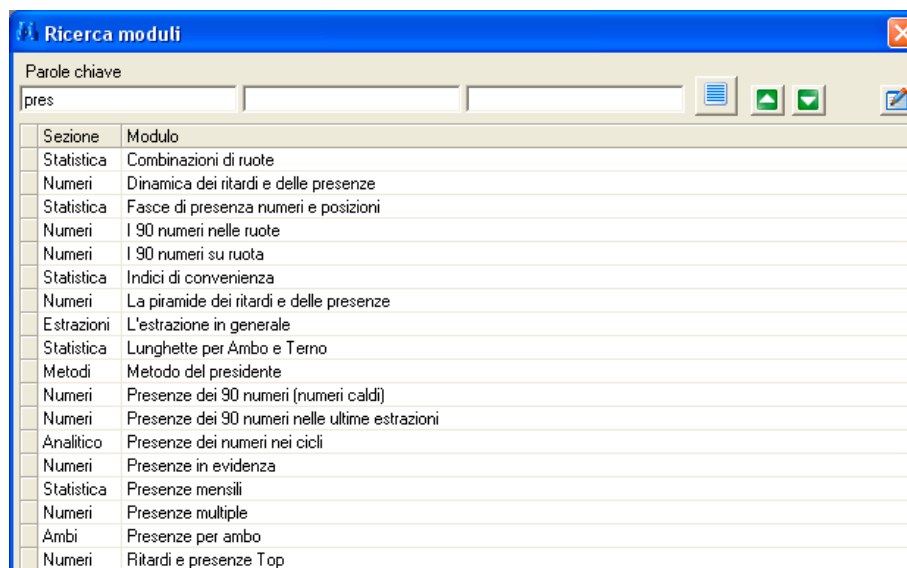 Ricerca moduli
Parole chiave
pres
Sezione Modulo
Statistica Combinazioni di ruote
Numeri Dinamica dei ritardi e delle presenze
Statistica Fasce di presenza numeri e posizioni
Numeri I 90 numeri nelle ruote
Numeri I 90 numeri su ruota
Statistica Indici di convenienza
Numeri La piramide dei ritardi e delle presenze
Estrazioni L'estrazione in generale
Statistica Lunghette per Ambo e Terno
Metodi Metodo del presidente
Numeri Presenze dei 90 numeri (numeri caldi)
Numeri Presenze dei 90 numeri nelle ultime estrazioni
Analitico Presenze dei numeri nei cicli
Numeri Presenze in evidenza
Statistica Presenze mensili
Numeri Presenze multiple
Ambi Presenze per ambo
Numeri Ritardi e presenze Top